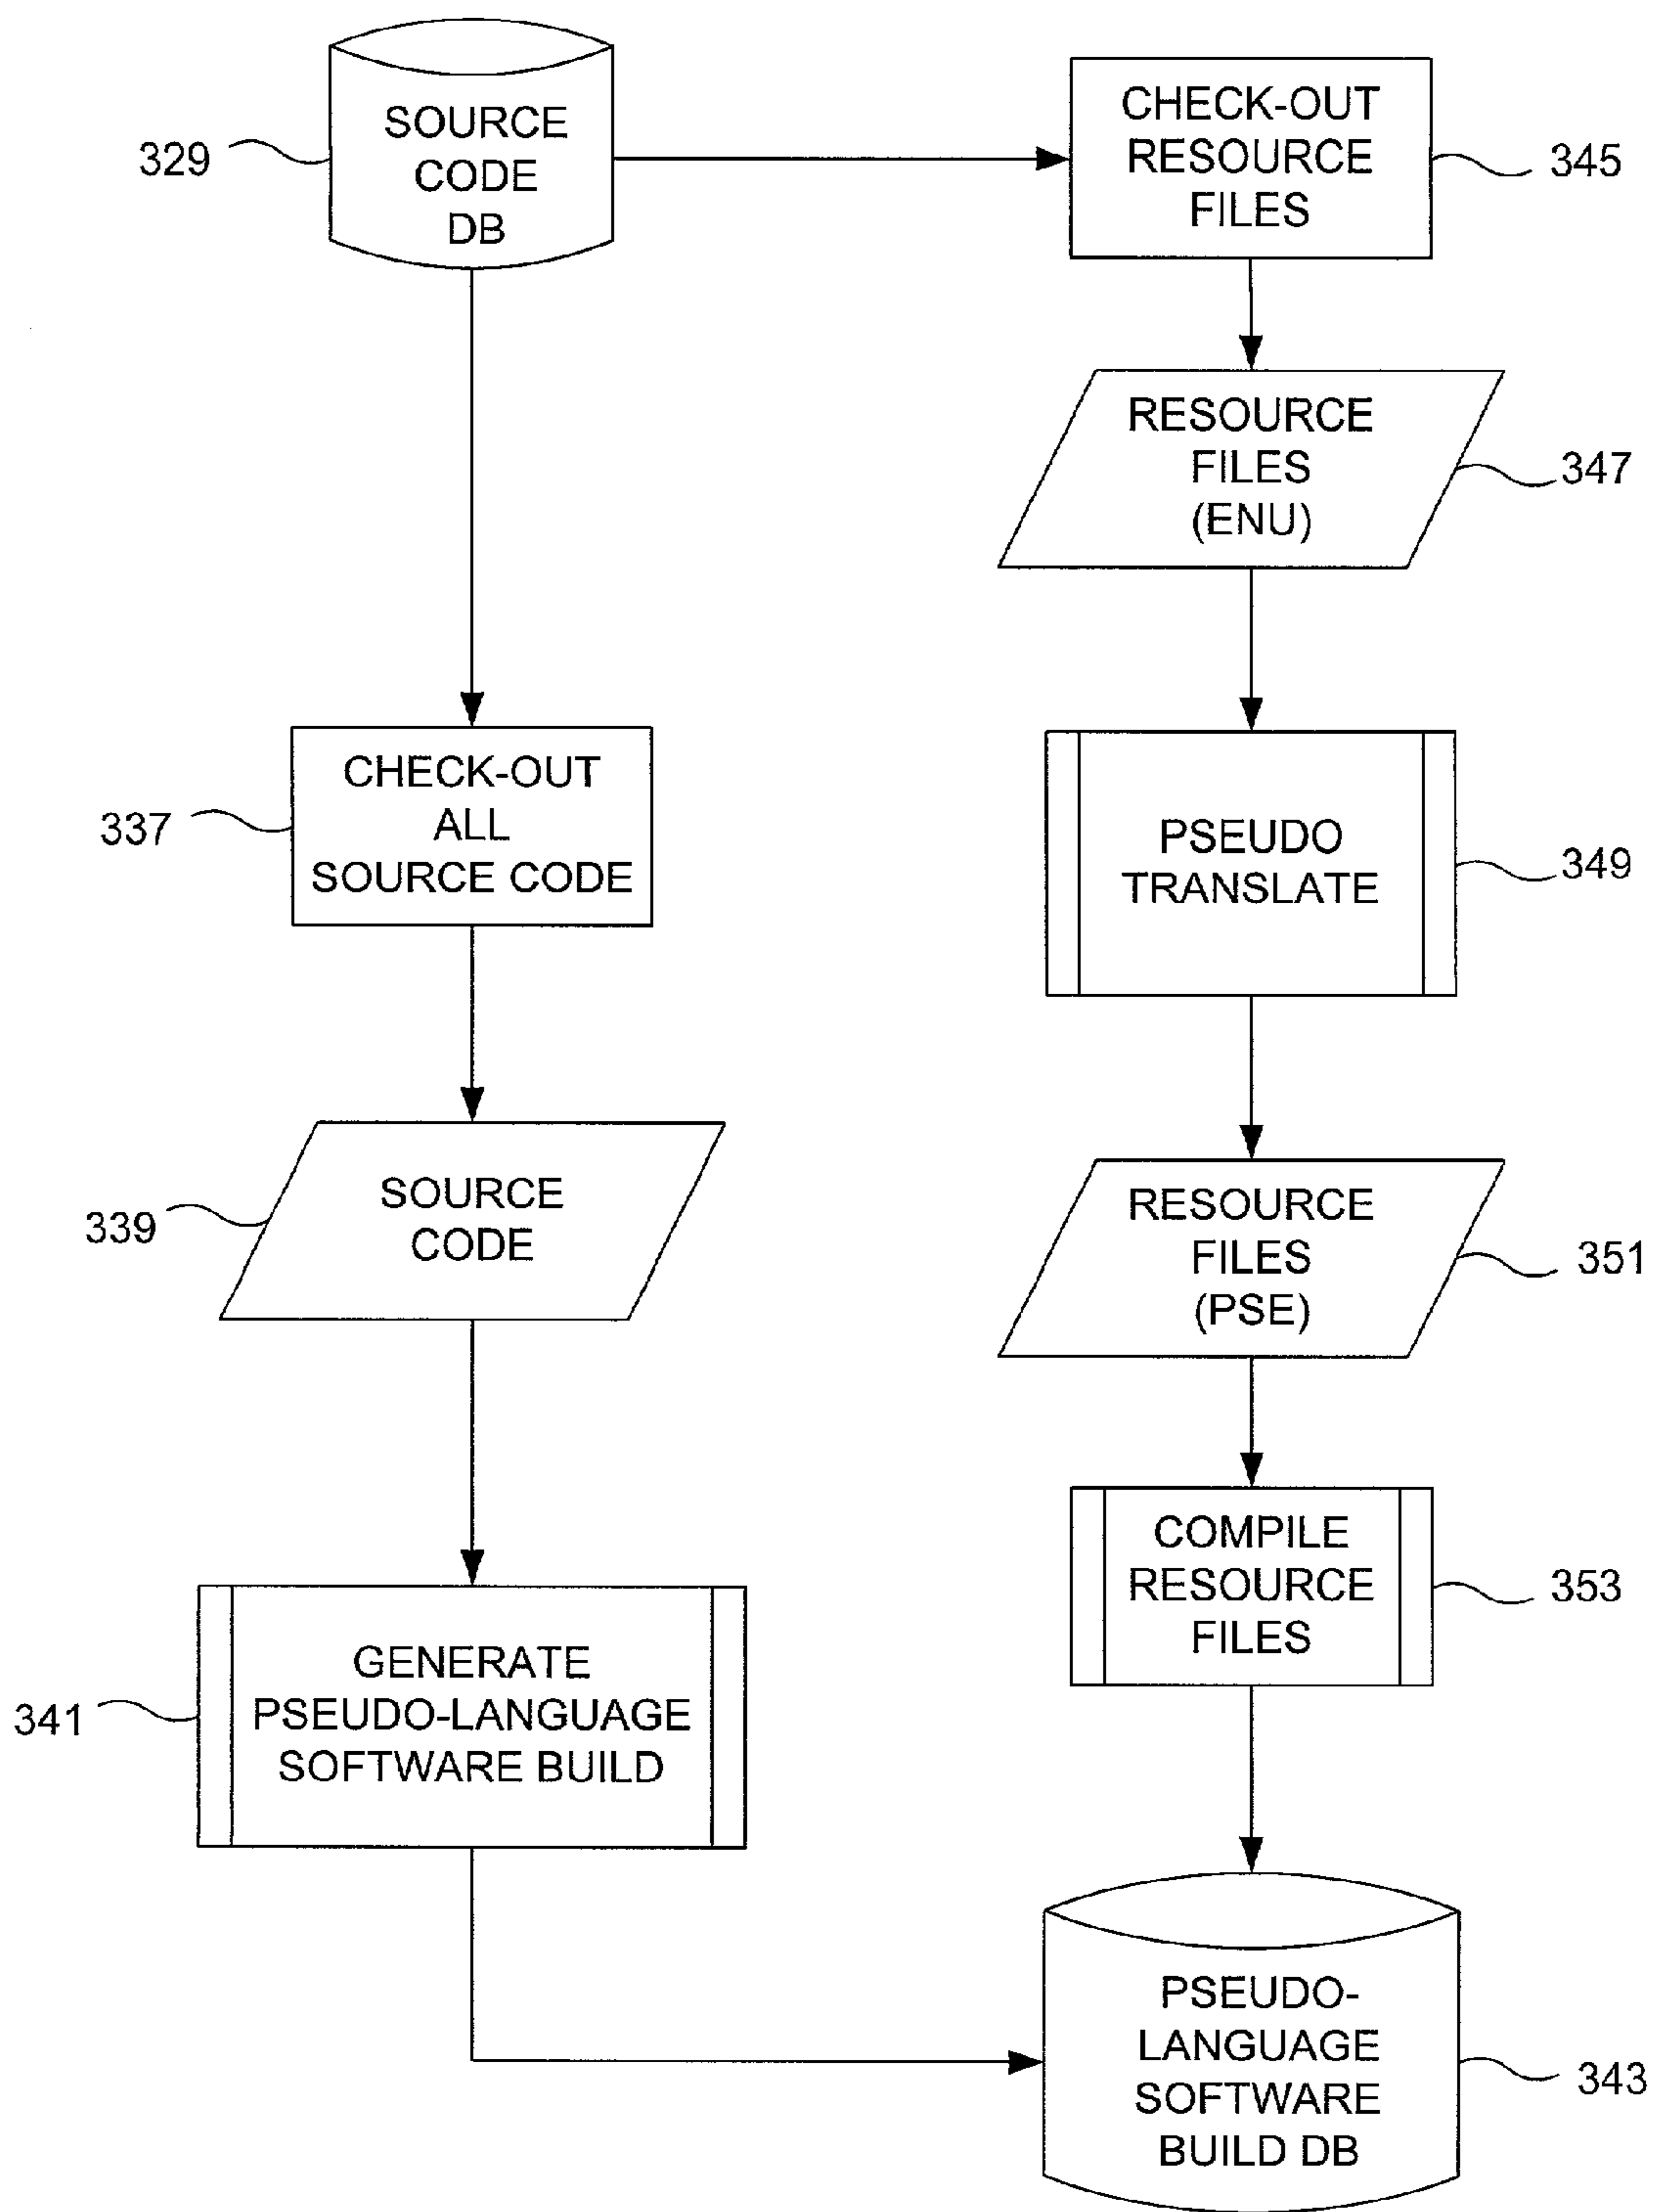 SOURCE
CODE
DB
329
CHECK-OUT
RESOURCE
FILES
345
RESOURCE
FILES
(ENU)
347
CHECK-OUT
ALL
SOURCE CODE
337
PSEUDO
TRANSLATE
349
SOURCE
CODE
339
RESOURCE
FILES
(PSE)
351
COMPILE
RESOURCE
FILES
353
GENERATE
PSEUDO-LANGUAGE
SOFTWARE BUILD
341
PSEUDO-
LANGUAGE
SOFTWARE
BUILD DB
343